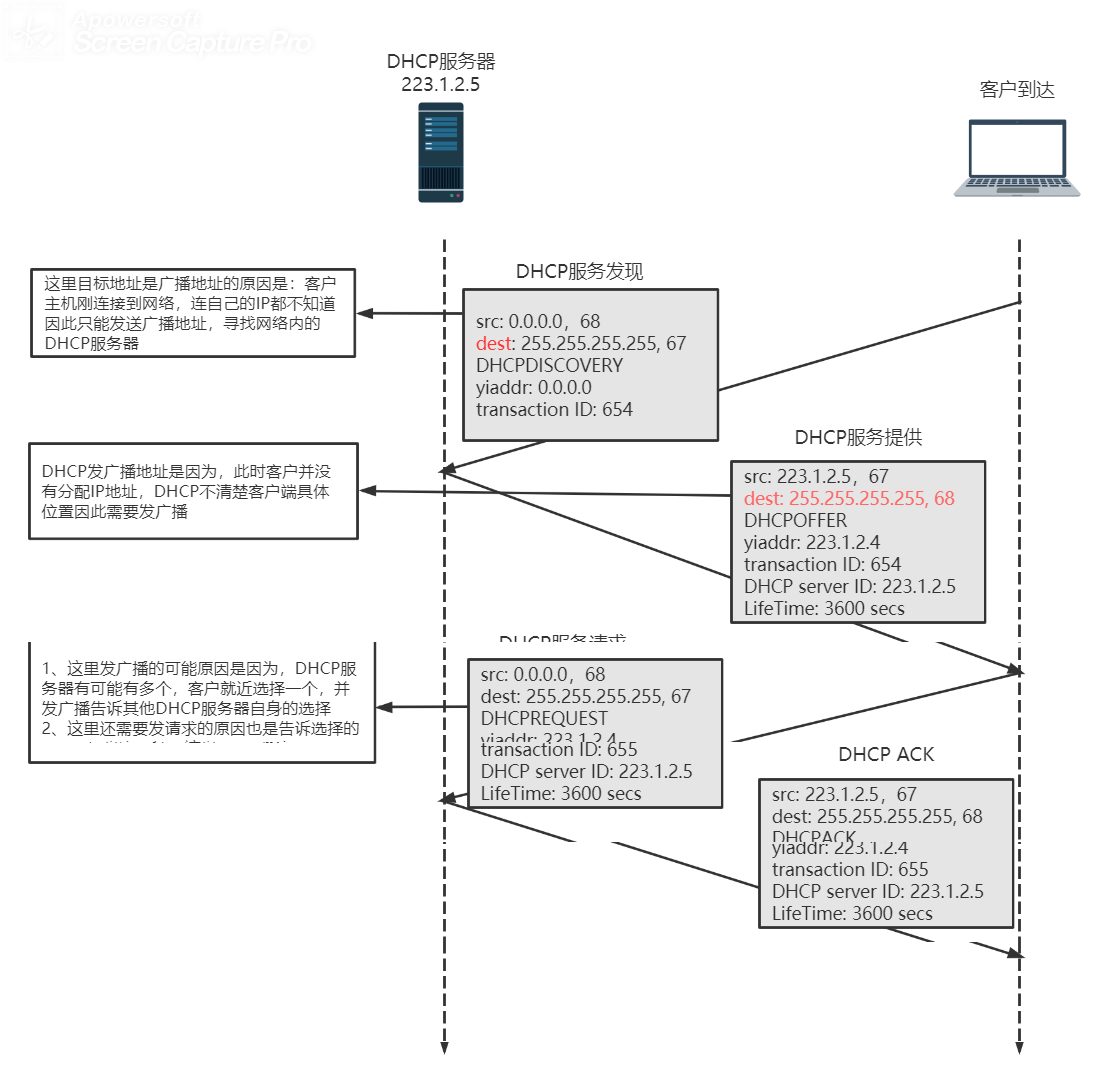 Apowersoft
Screen Capture Pro
DHCP服务器
223.1.2.5
客户到达
DHCP服务发现
这里目标地址是广播地址的原因是：客户
主机刚连接到网络，连自己的IP都不知道
因此只能发送广播地址，寻找网络内的
DHCP服务器
src: 0.0.0.0，68
dest: 255.255.255.255, 67
DHCPDISCOVERY
yiaddr: 0.0.0.0
transaction ID: 654
DHCP服务提供
DHCP发广播地址是因为，此时客户并没
有分配IP地址，DHCP不清楚客户端具体
位置因此需要发广播
src: 223.1.2.5，67
dest: 255.255.255.255, 68
DHCPOFFER
yiaddr: 223.1.2.4
transaction ID: 654
DHCP server ID: 223.1.2.5
LifeTime: 3600 secs
DHCP服务请求
1、这里发广播的可能原因是因为，DHCP服
务器有可能有多个，客户就近选择一个，并
发广播告诉其他DHCP服务器自身的选择
2、这里还需要发请求的原因也是告诉选择的
src: 0.0.0.0，68
dest: 255.255.255.255, 67
DHCPREQUEST
yiaddr: 223.1.2.4
transaction ID: 655
DHCP server ID: 223.1.2.5
LifeTime: 3600 secs
DHCP ACK
src: 223.1.2.5，67
dest: 255.255.255.255, 68
DHCPACK
yiaddr: 223.1.2.4
transaction ID: 655
DHCP server ID: 223.1.2.5
LifeTime: 3600 secs